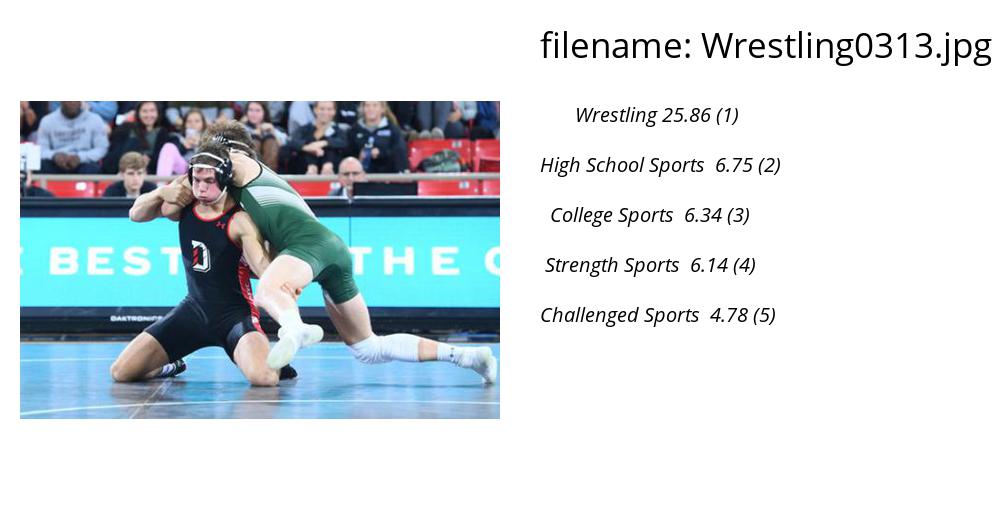 filename: Wrestling0313.jpg
Wrestling 25.86 (1)
High School Sports 6.75 (2)
College Sports 6.34 (3)
Strength Sports 6.14 (4)
Challenged Sports 4.78 (5)
E BEST THE C
D
DAKTRONICS